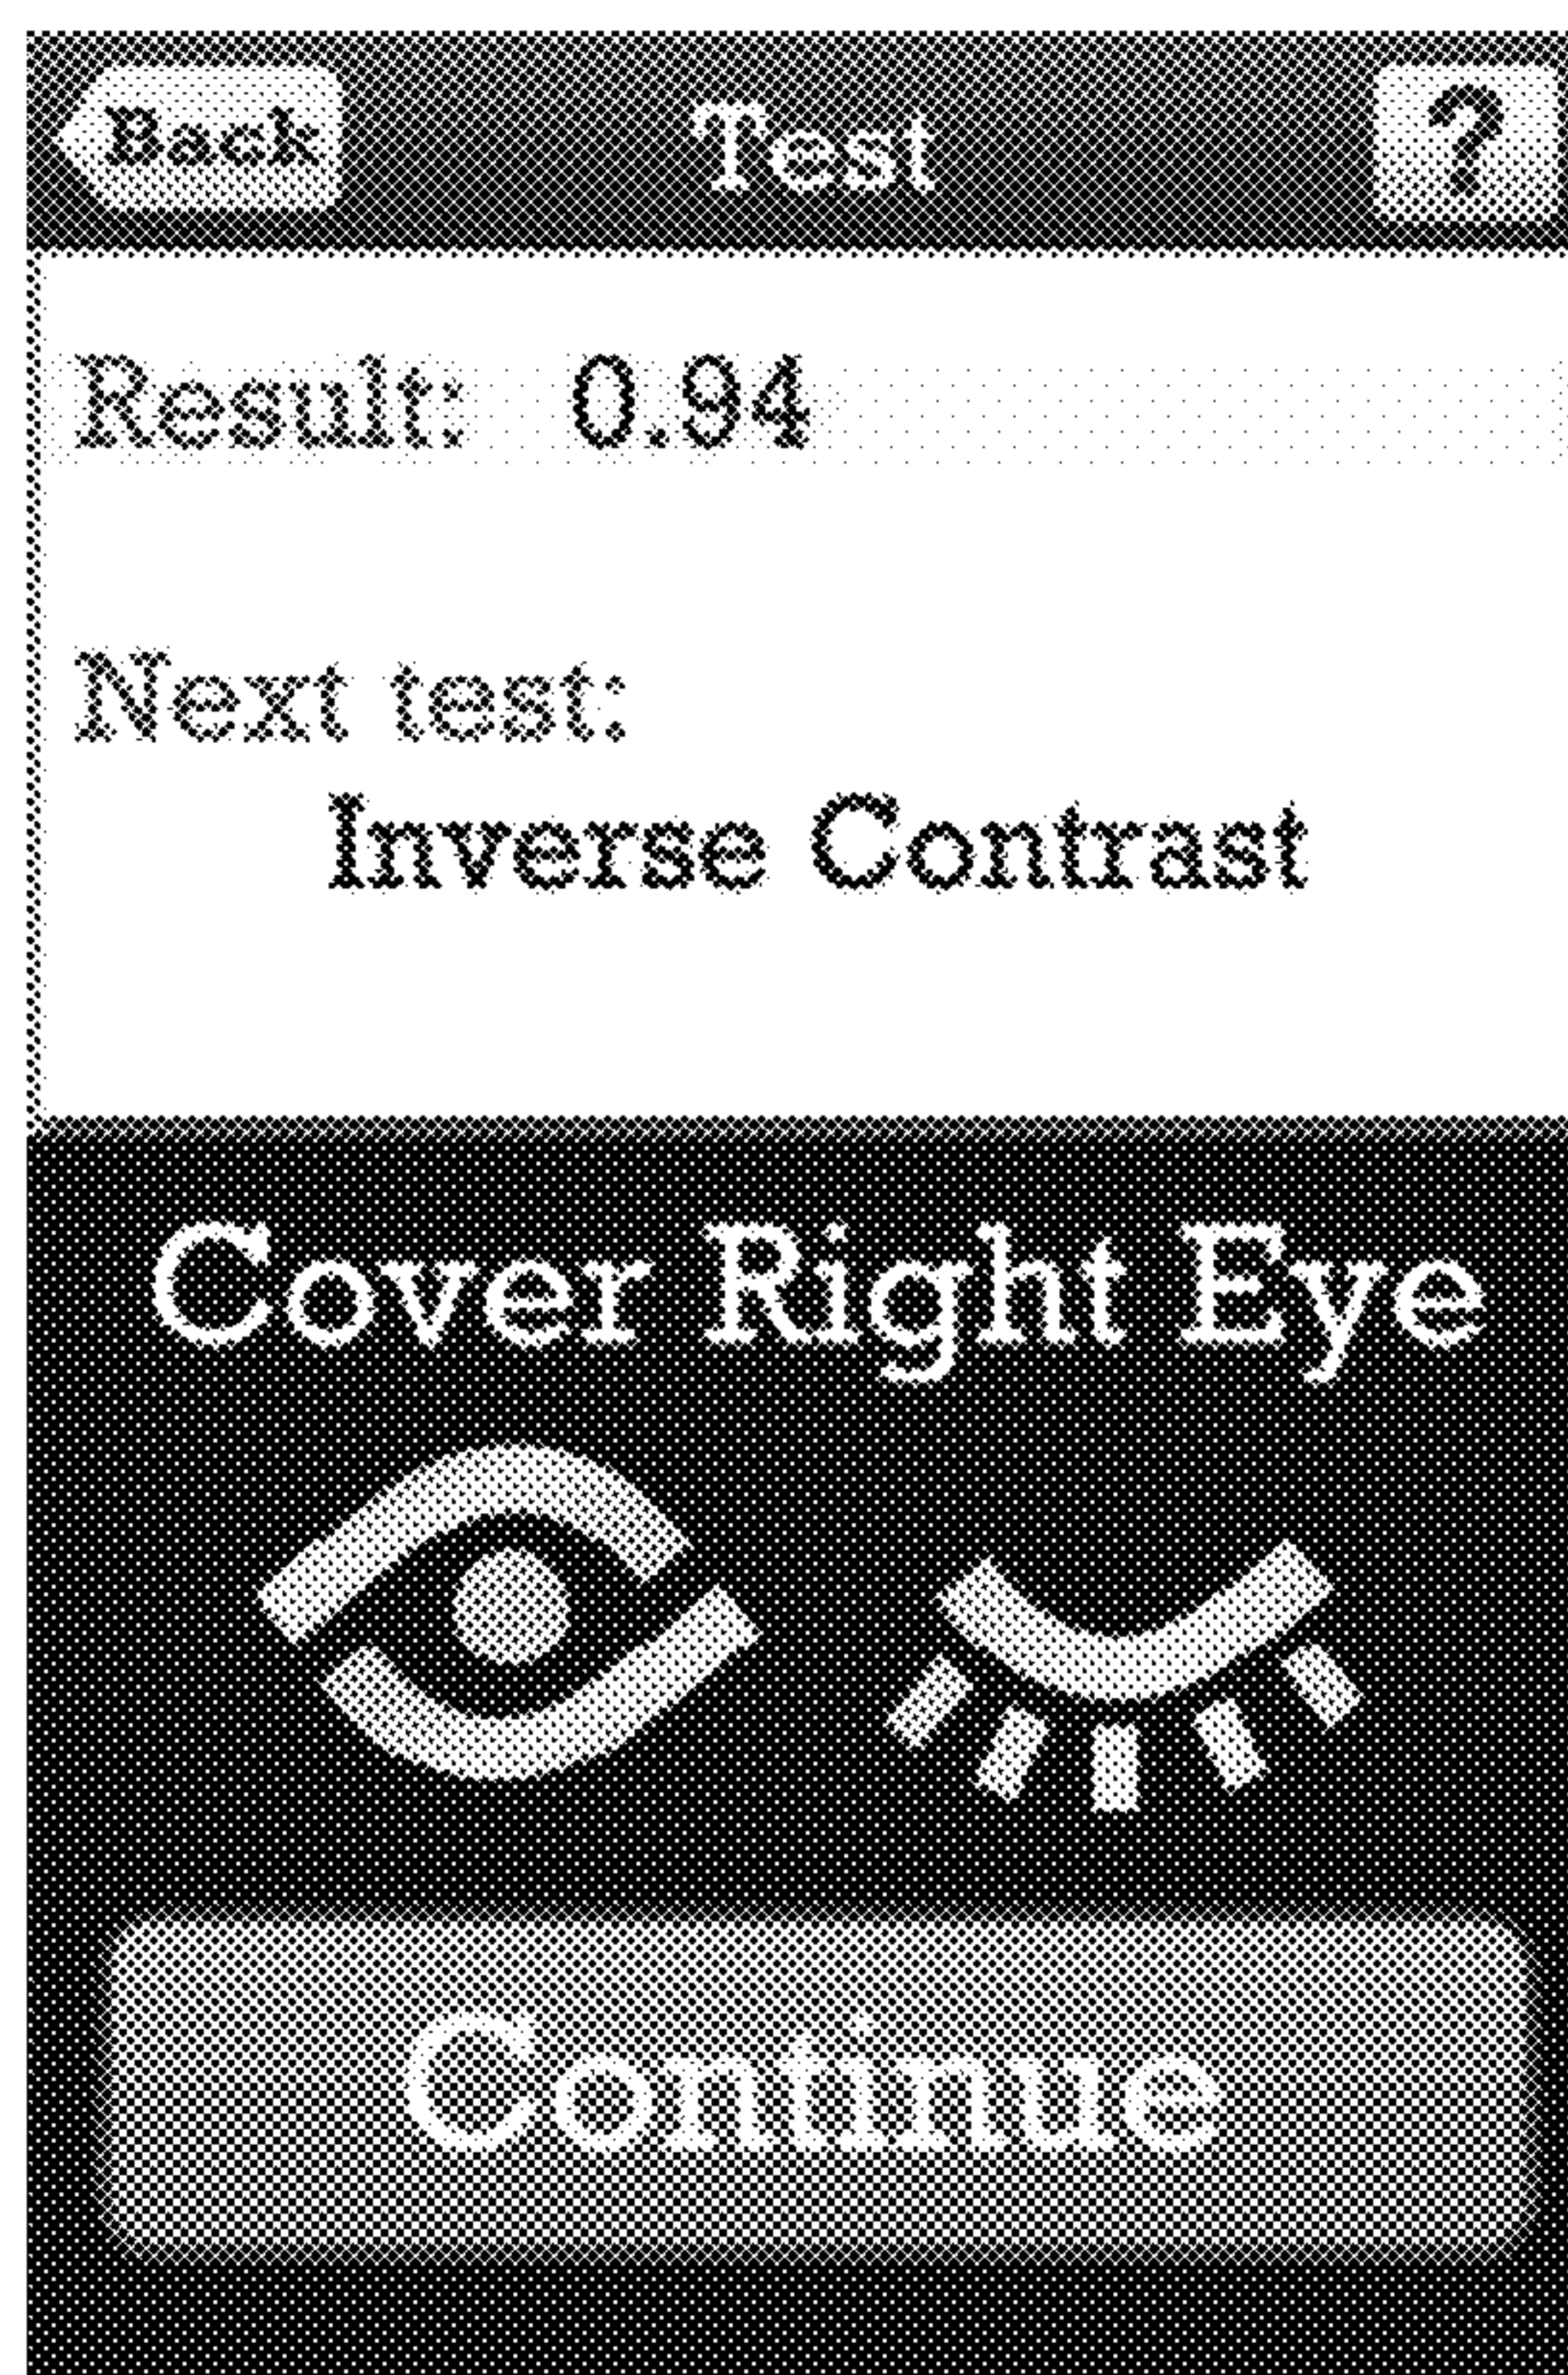 Back Test ?
Result: 0.94
Next test:
Inverse Contrast
Cover Right Eye
Continue